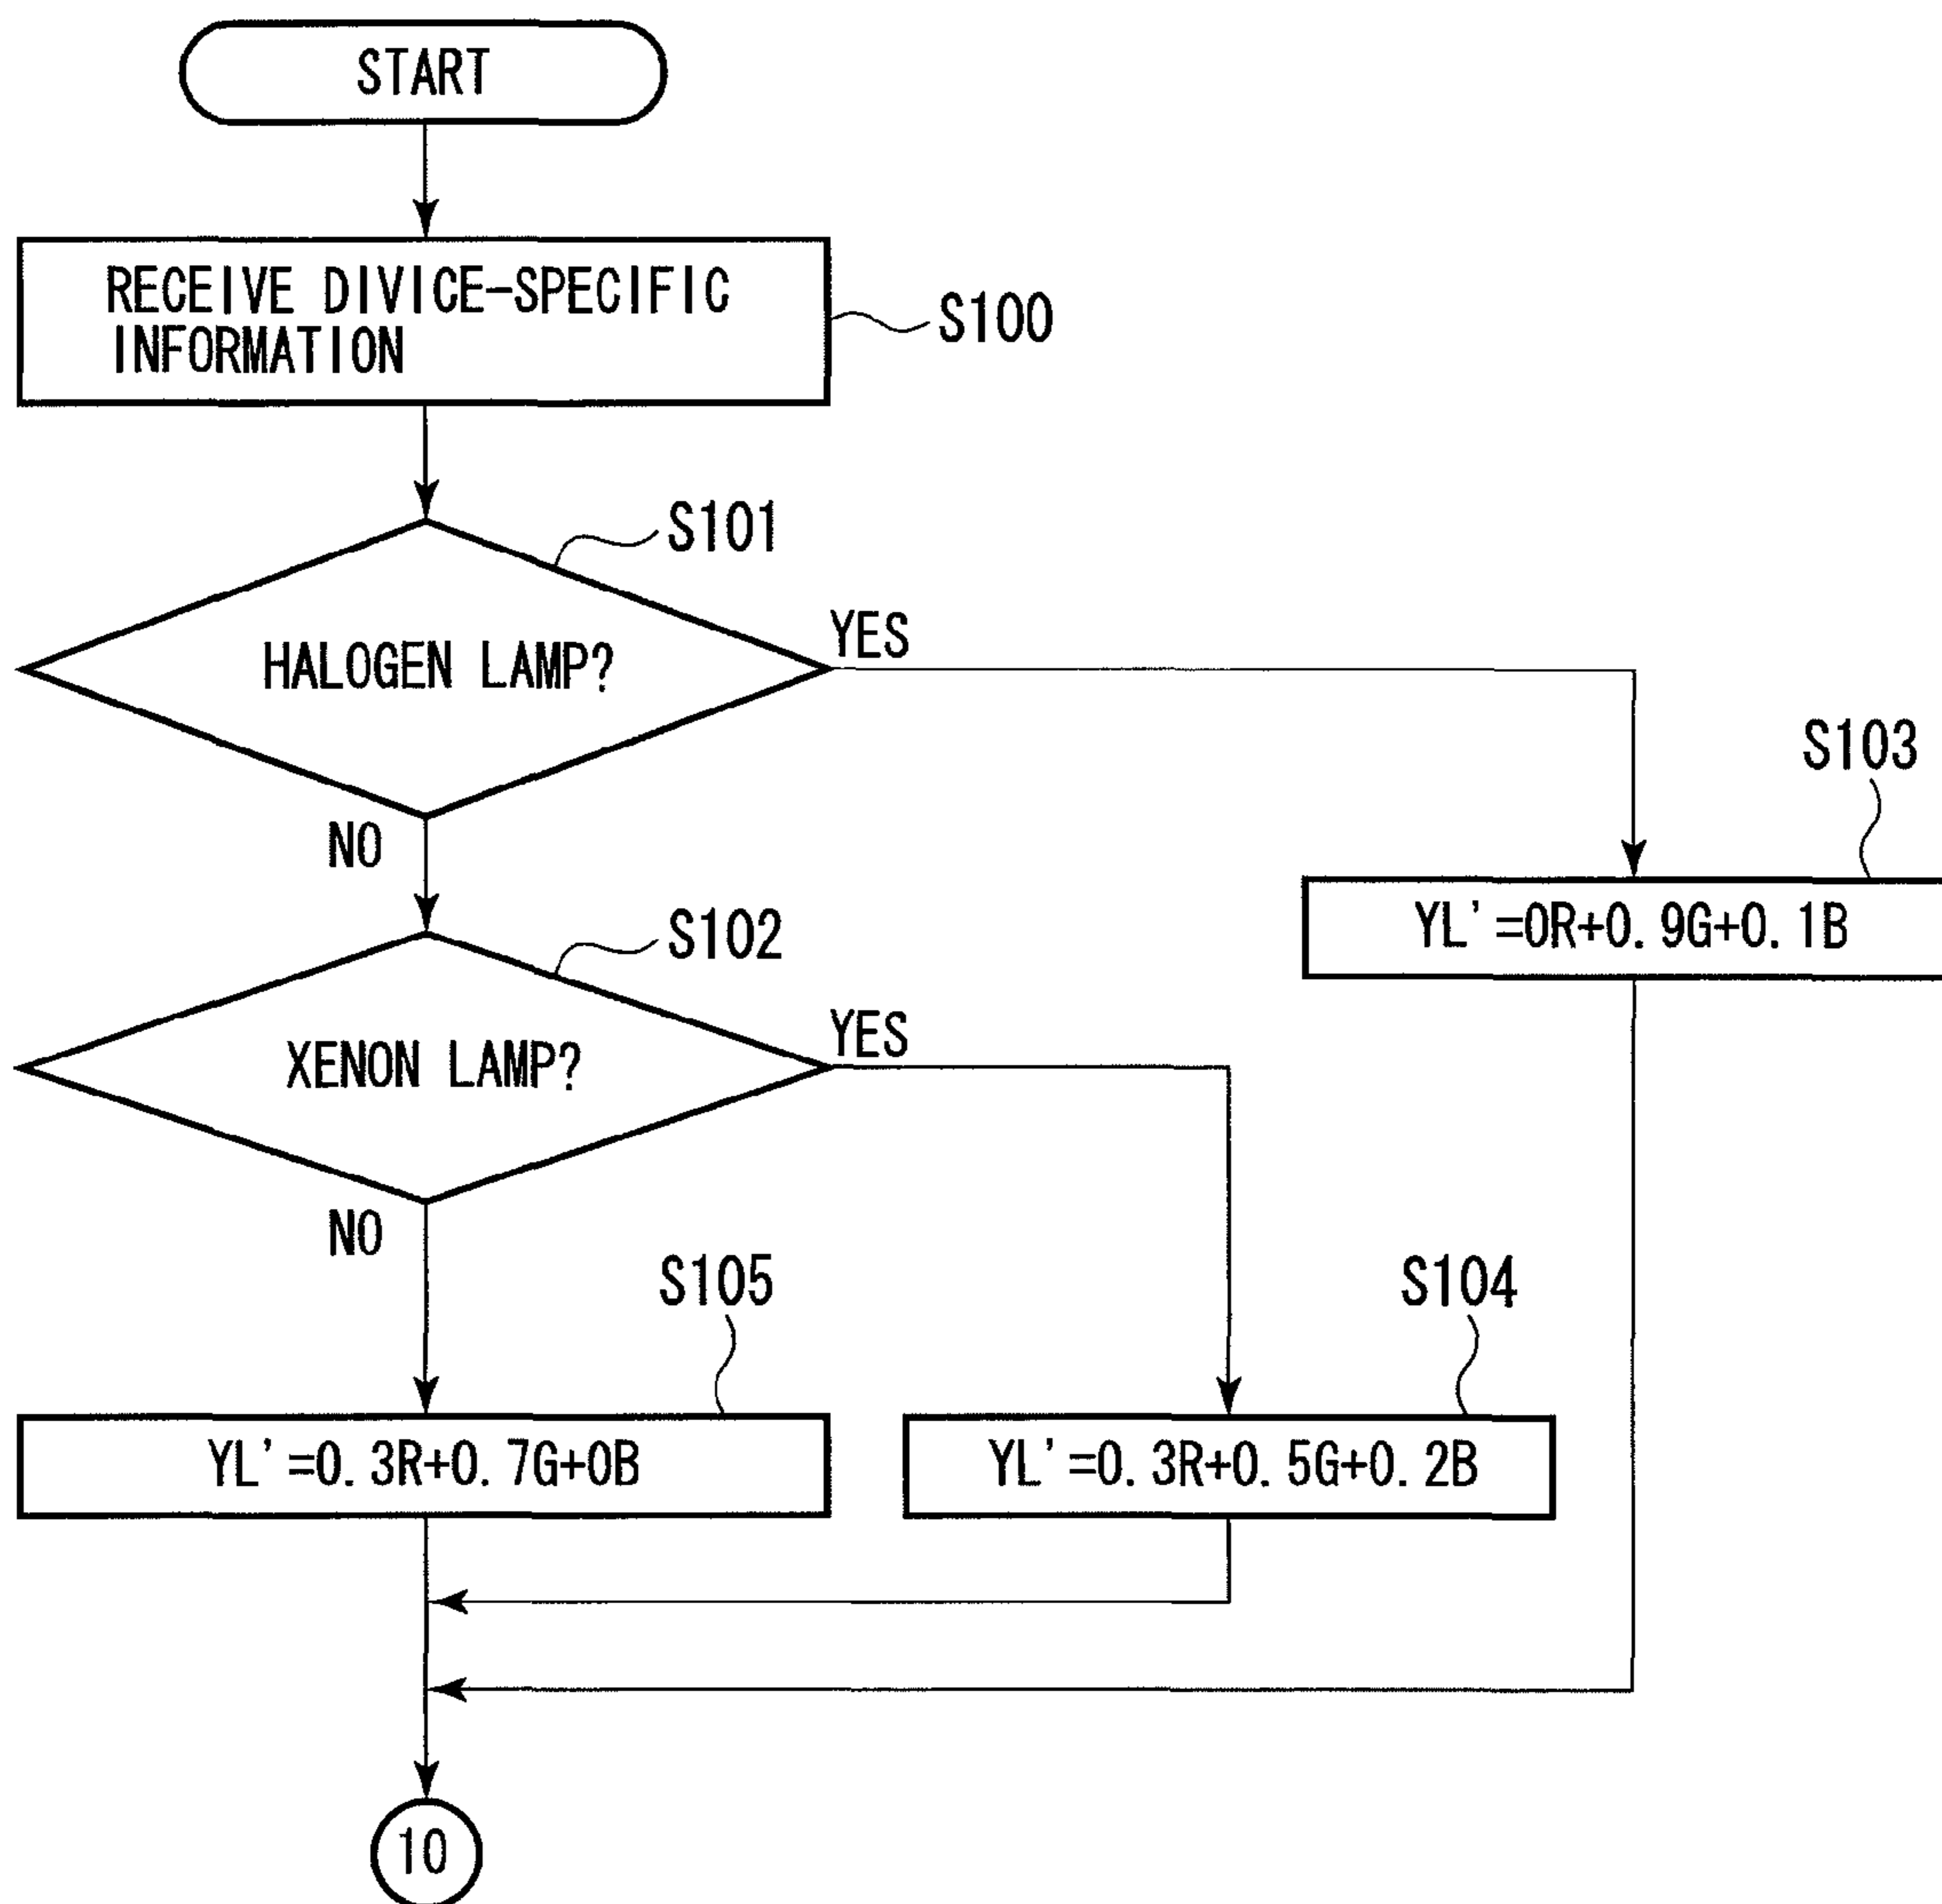 START
RECEIVE DIVICE-SPECIFIC
INFORMATION
S100
S101
HALOGEN LAMP?
YES
NO
S103
YL'=0R+0.9G+0.1B
S102
XENON LAMP?
YES
NO
S105
S104
YL'=0.3R+0.7G+0B
YL'=0.3R+0.5G+0.2B
10